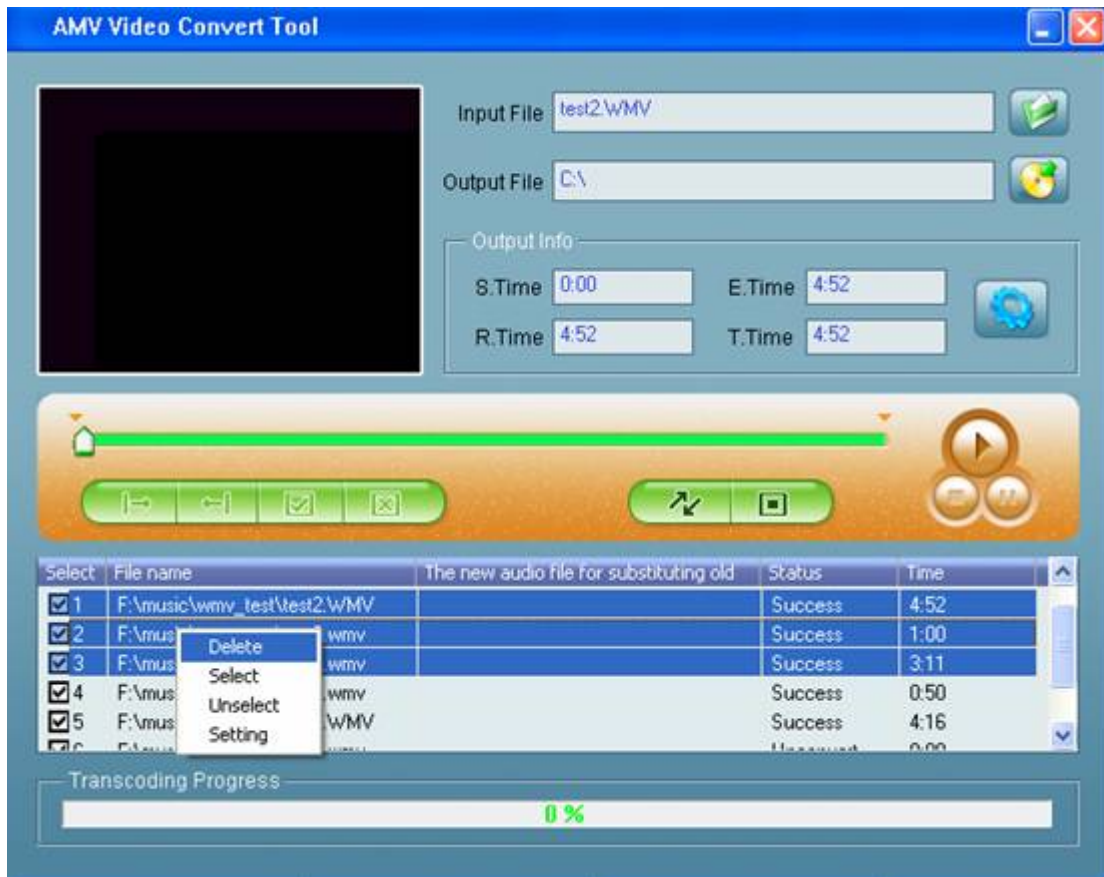 AMV Video Convert Tool
Input File test2.WMV
Output File C:\
Output Info
S.Time 0:00 E.Time 4:52
R.Time 4:52 T.Time 4:52
Select File name The new audio file for substituting old Status Time
1 F:\music\wmv_test\test2.WMV Success 4:52
2 F:\mus .wmv Success 1:00
Delete
3 F:\mus .wmv Success 3:11
Select
4 F:\mus .wmv Success 0:50
Unselect
5 F:\mus .WMV Success 4:16
Setting
Transcoding Progress
0 %